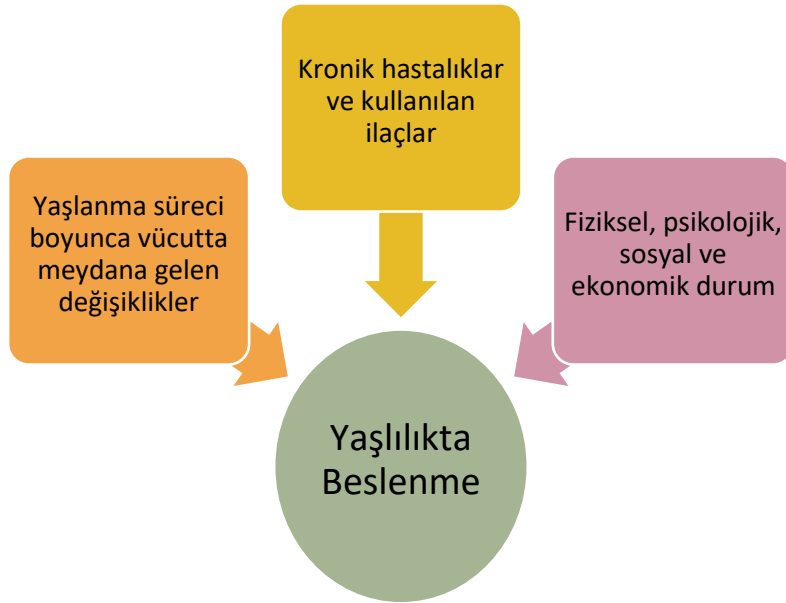 Kronik hastalıklar
ve kullanılan
ilaçlar
Yaşlanma süreci
boyunca vücutta
meydana gelen
değişiklikler
Fiziksel, psikolojik,
sosyal ve
ekonomik durum
Yaşlılıkta
Beslenme